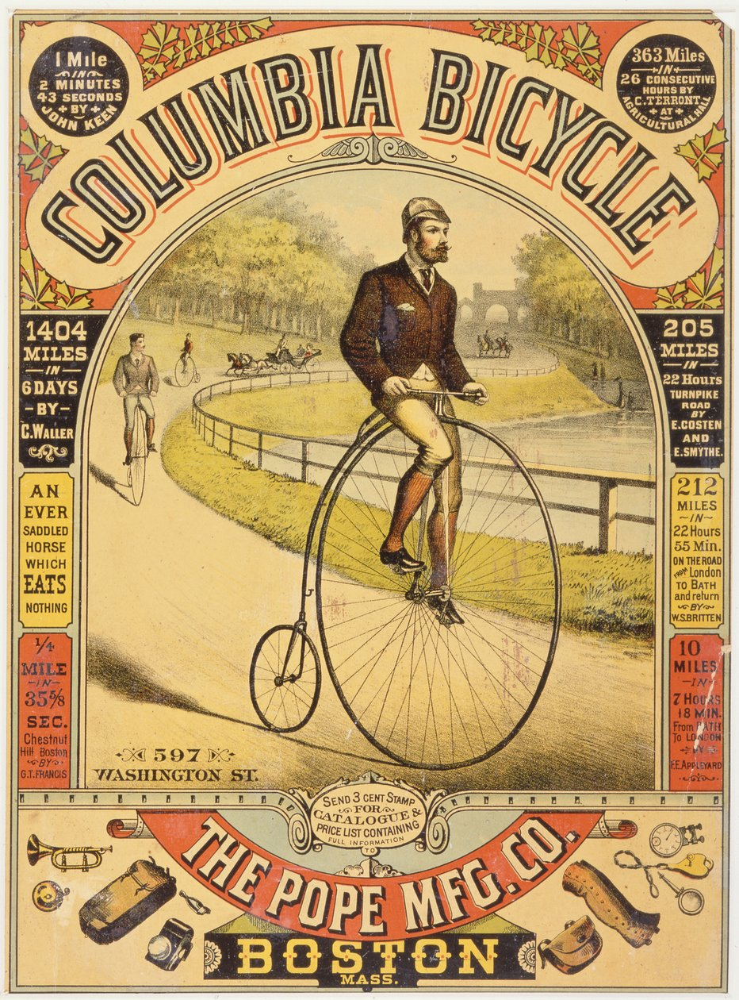 1 Mile
IN
2 MINUTES
43 SECONDS
BY
JOHN KEEN
COLUMBIA BICYCLE
363 Miles
IN
26 CONSECUTIVE
HOURS BY
C. TERRONT
AT
AGRICULTURAL HALL
1404
MILES
IN
6 DAYS
-BY-
C. WALLER
AN
EVER
SADDLED
HORSE
WHICH
EATS
NOTHING
1/4
MILE
-IN-
35 5/8
SEC.
Chestnut
Hill Boston
BY
G.T. FRANCIS
205
MILES
-IN-
22 Hours
TURNPIKE
ROAD
BY
E. COSTEN
AND
E. SMYTHE.
212
MILES
~IN~
22 Hours
55 Min.
ON THE ROAD
FROM London
TO BATH
and return
BY
W.S. BRITTEN
10
MILES
-IN-
7 HOURS
18 MIN.
From BATH
To LONDON
BY
F.E. APPLEYARD
597
WASHINGTON ST.
SEND 3 CENT STAMP
FOR
CATALOGUE &
PRICE LIST CONTAINING
FULL INFORMATION
TO
THE POPE MFG. CO.
BOSTON
MASS.